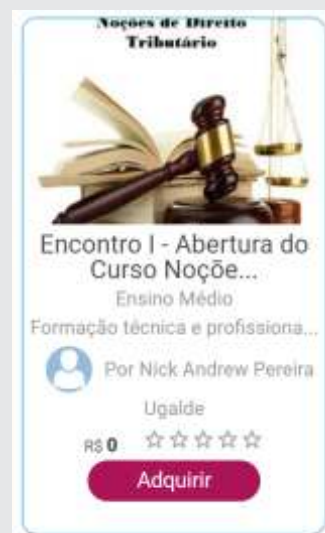 Noções de Direito
Tributário
Encontro I - Abertura do
Curso Noçõe...
Ensino Médio
Formação técnica e profissiona...
Por Nick Andrew Pereira
Ugalde
R$ 0
Adquirir